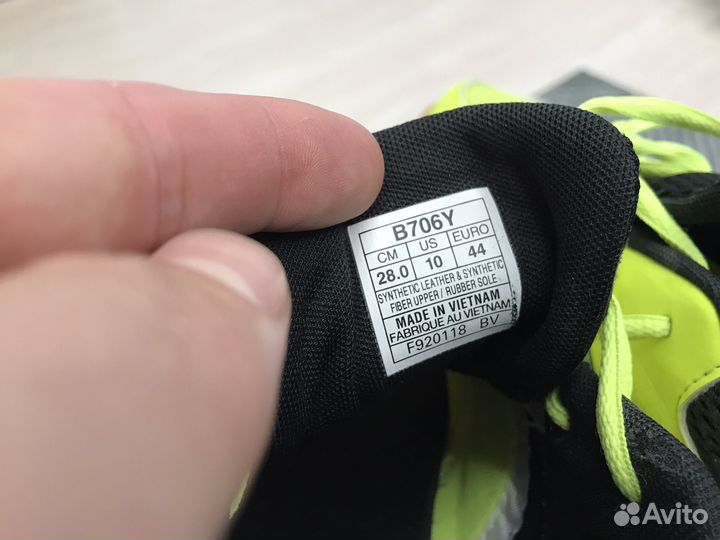 B706Y
CM US EURO
28.0 10 44
SYNTHETIC LEATHER & SYNTHETIC
FIBER UPPER / RUBBER SOLE
MADE IN VIETNAM
FABRIQUE AU VIETNAM
F920118 BV
Avito